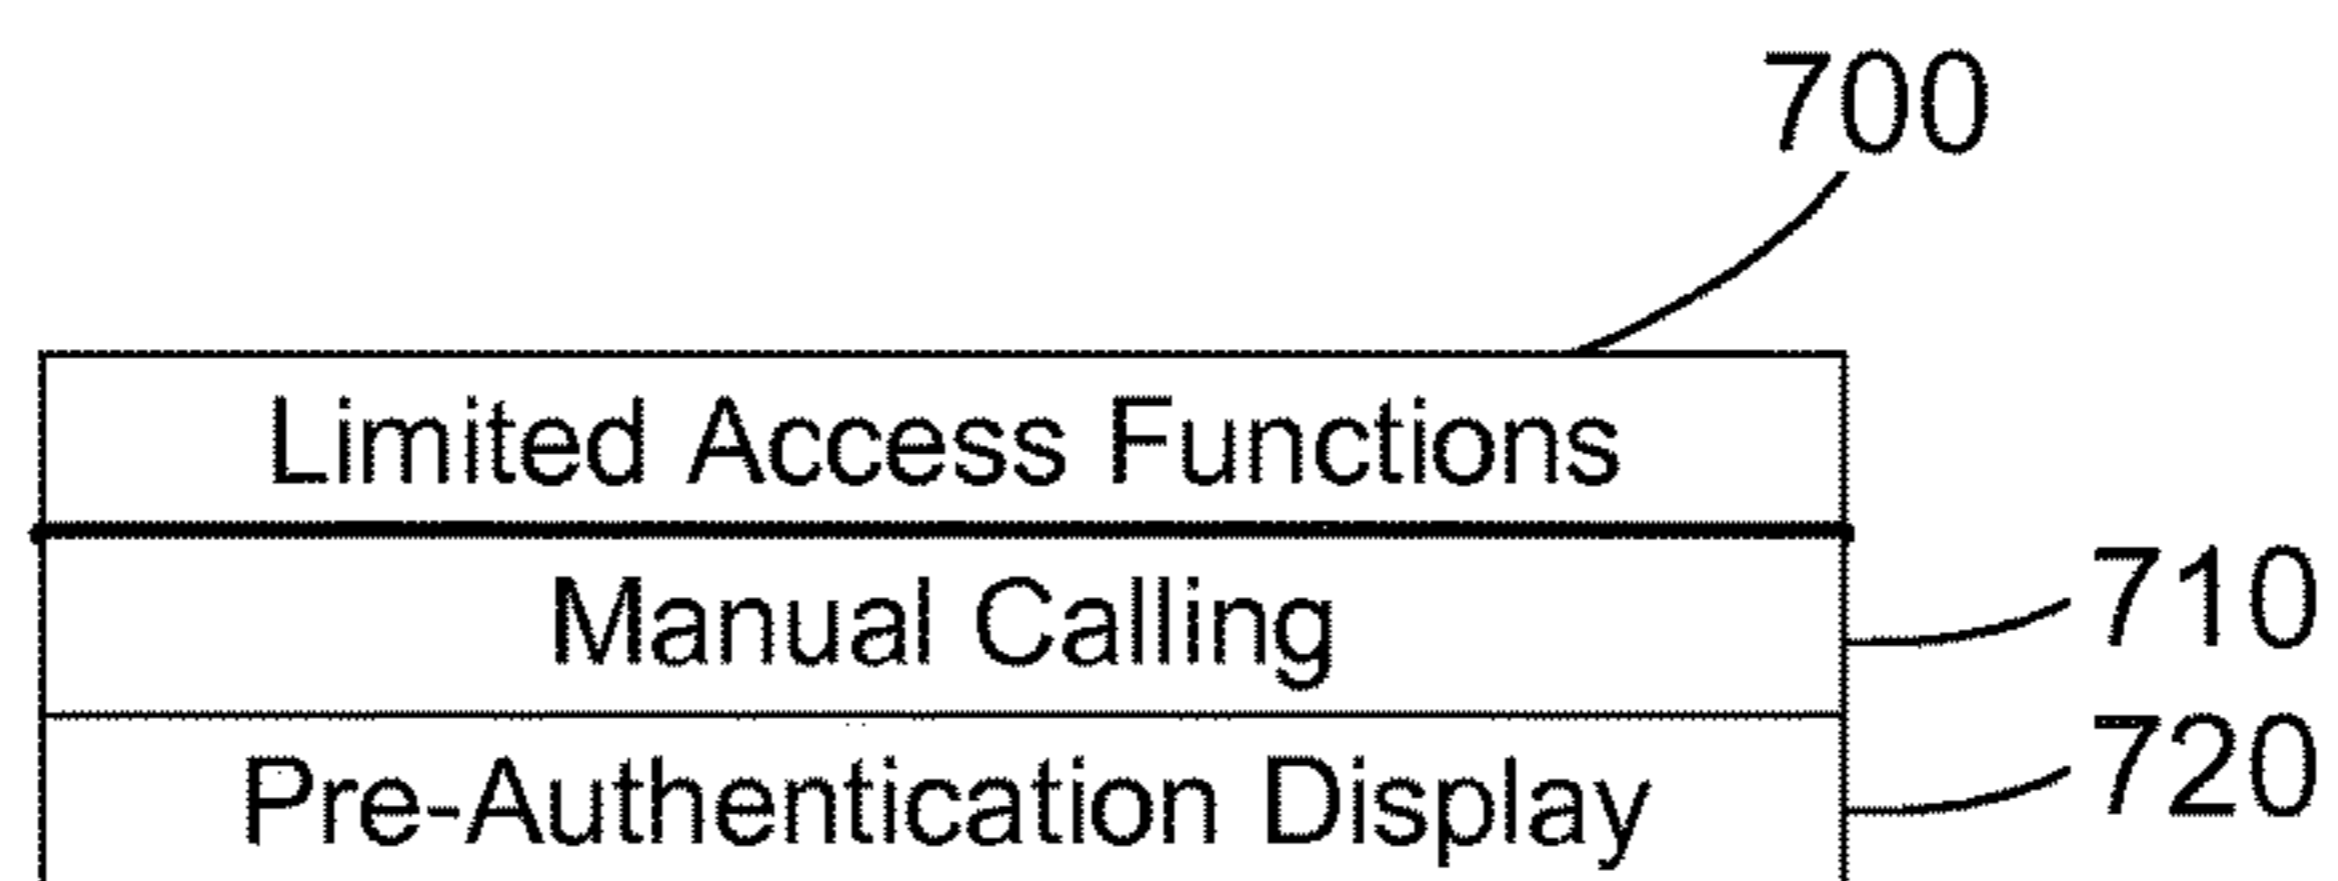 700
Limited Access Functions
Manual Calling 710
Pre-Authentication Display 720